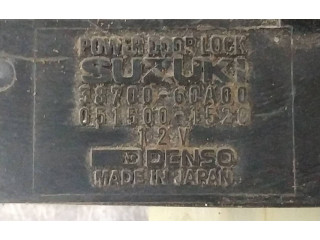 POWER DOOR LOCK
SUZUKI
38700-60A00
051500-1520
12V
DENSO
MADE IN JAPAN